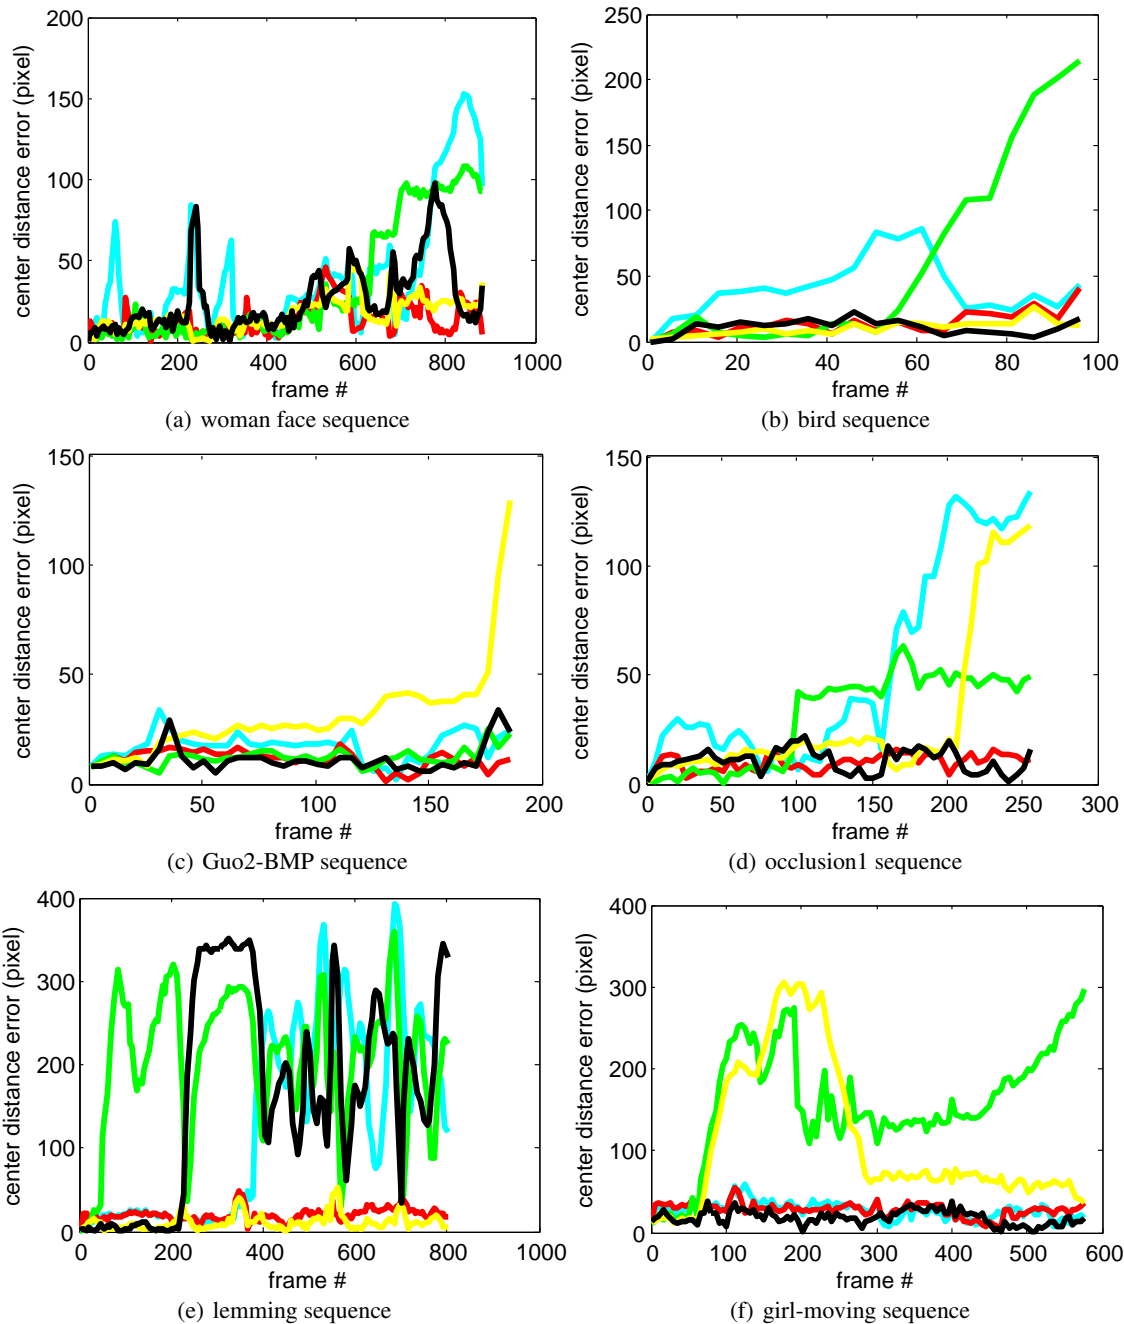 200
150
100
50
0
0 200 400 600 800 1000
center distance error (pixel)
frame #
(a) woman face sequence
250
200
150
100
50
0
0 20 40 60 80 100
center distance error (pixel)
frame #
(b) bird sequence
150
100
50
0
0 50 100 150 200
center distance error (pixel)
frame #
(c) Guo2-BMP sequence
150
100
50
0
0 50 100 150 200 250 300
center distance error (pixel)
frame #
(d) occlusion1 sequence
400
300
200
100
0
0 200 400 600 800 1000
center distance error (pixel)
frame #
(e) lemming sequence
400
300
200
100
0
0 100 200 300 400 500 600
center distance error (pixel)
frame #
(f) girl-moving sequence